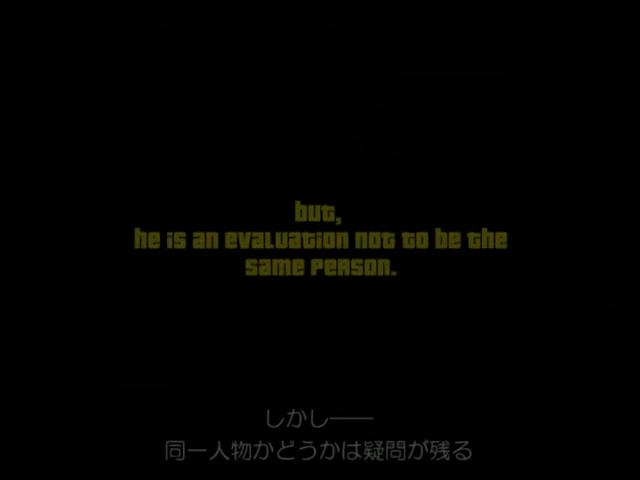 but,
he is an evaluation not to be the
same person.
しかし――
同一人物かどうかは疑問が残る